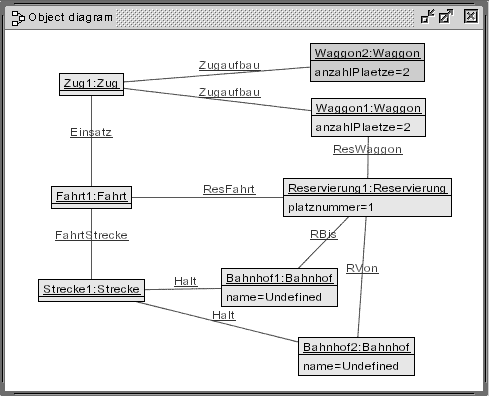 Object diagram
Waggon2:Waggon
anzahlPlaetze=2
Zugaufbau
Zug1:Zug
Zugaufbau
Waggon1:Waggon
anzahlPlaetze=2
Einsatz
ResWaggon
Fahrt1:Fahrt
ResFahrt
Reservierung1:Reservierung
platznummer=1
FahrtStrecke
RBis
RVon
Strecke1:Strecke
Halt
Bahnhof1:Bahnhof
name=Undefined
Halt
Bahnhof2:Bahnhof
name=Undefined